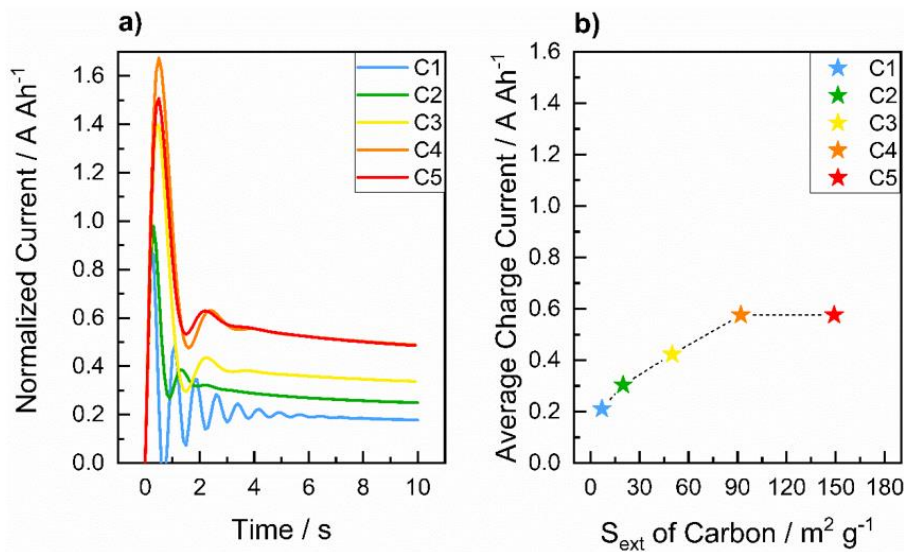 a)
Normalized Current / A Ah⁻¹
1.6
1.4
1.2
1.0
0.8
0.6
0.4
0.2
0.0
C1
C2
C3
C4
C5
0 2 4 6 8 10
Time / s
b)
Average Charge Current / A Ah⁻¹
1.6
1.4
1.2
1.0
0.8
0.6
0.4
0.2
0.0
C1
C2
C3
C4
C5
0 30 60 90 120 150 180
S_ext of Carbon / m² g⁻¹